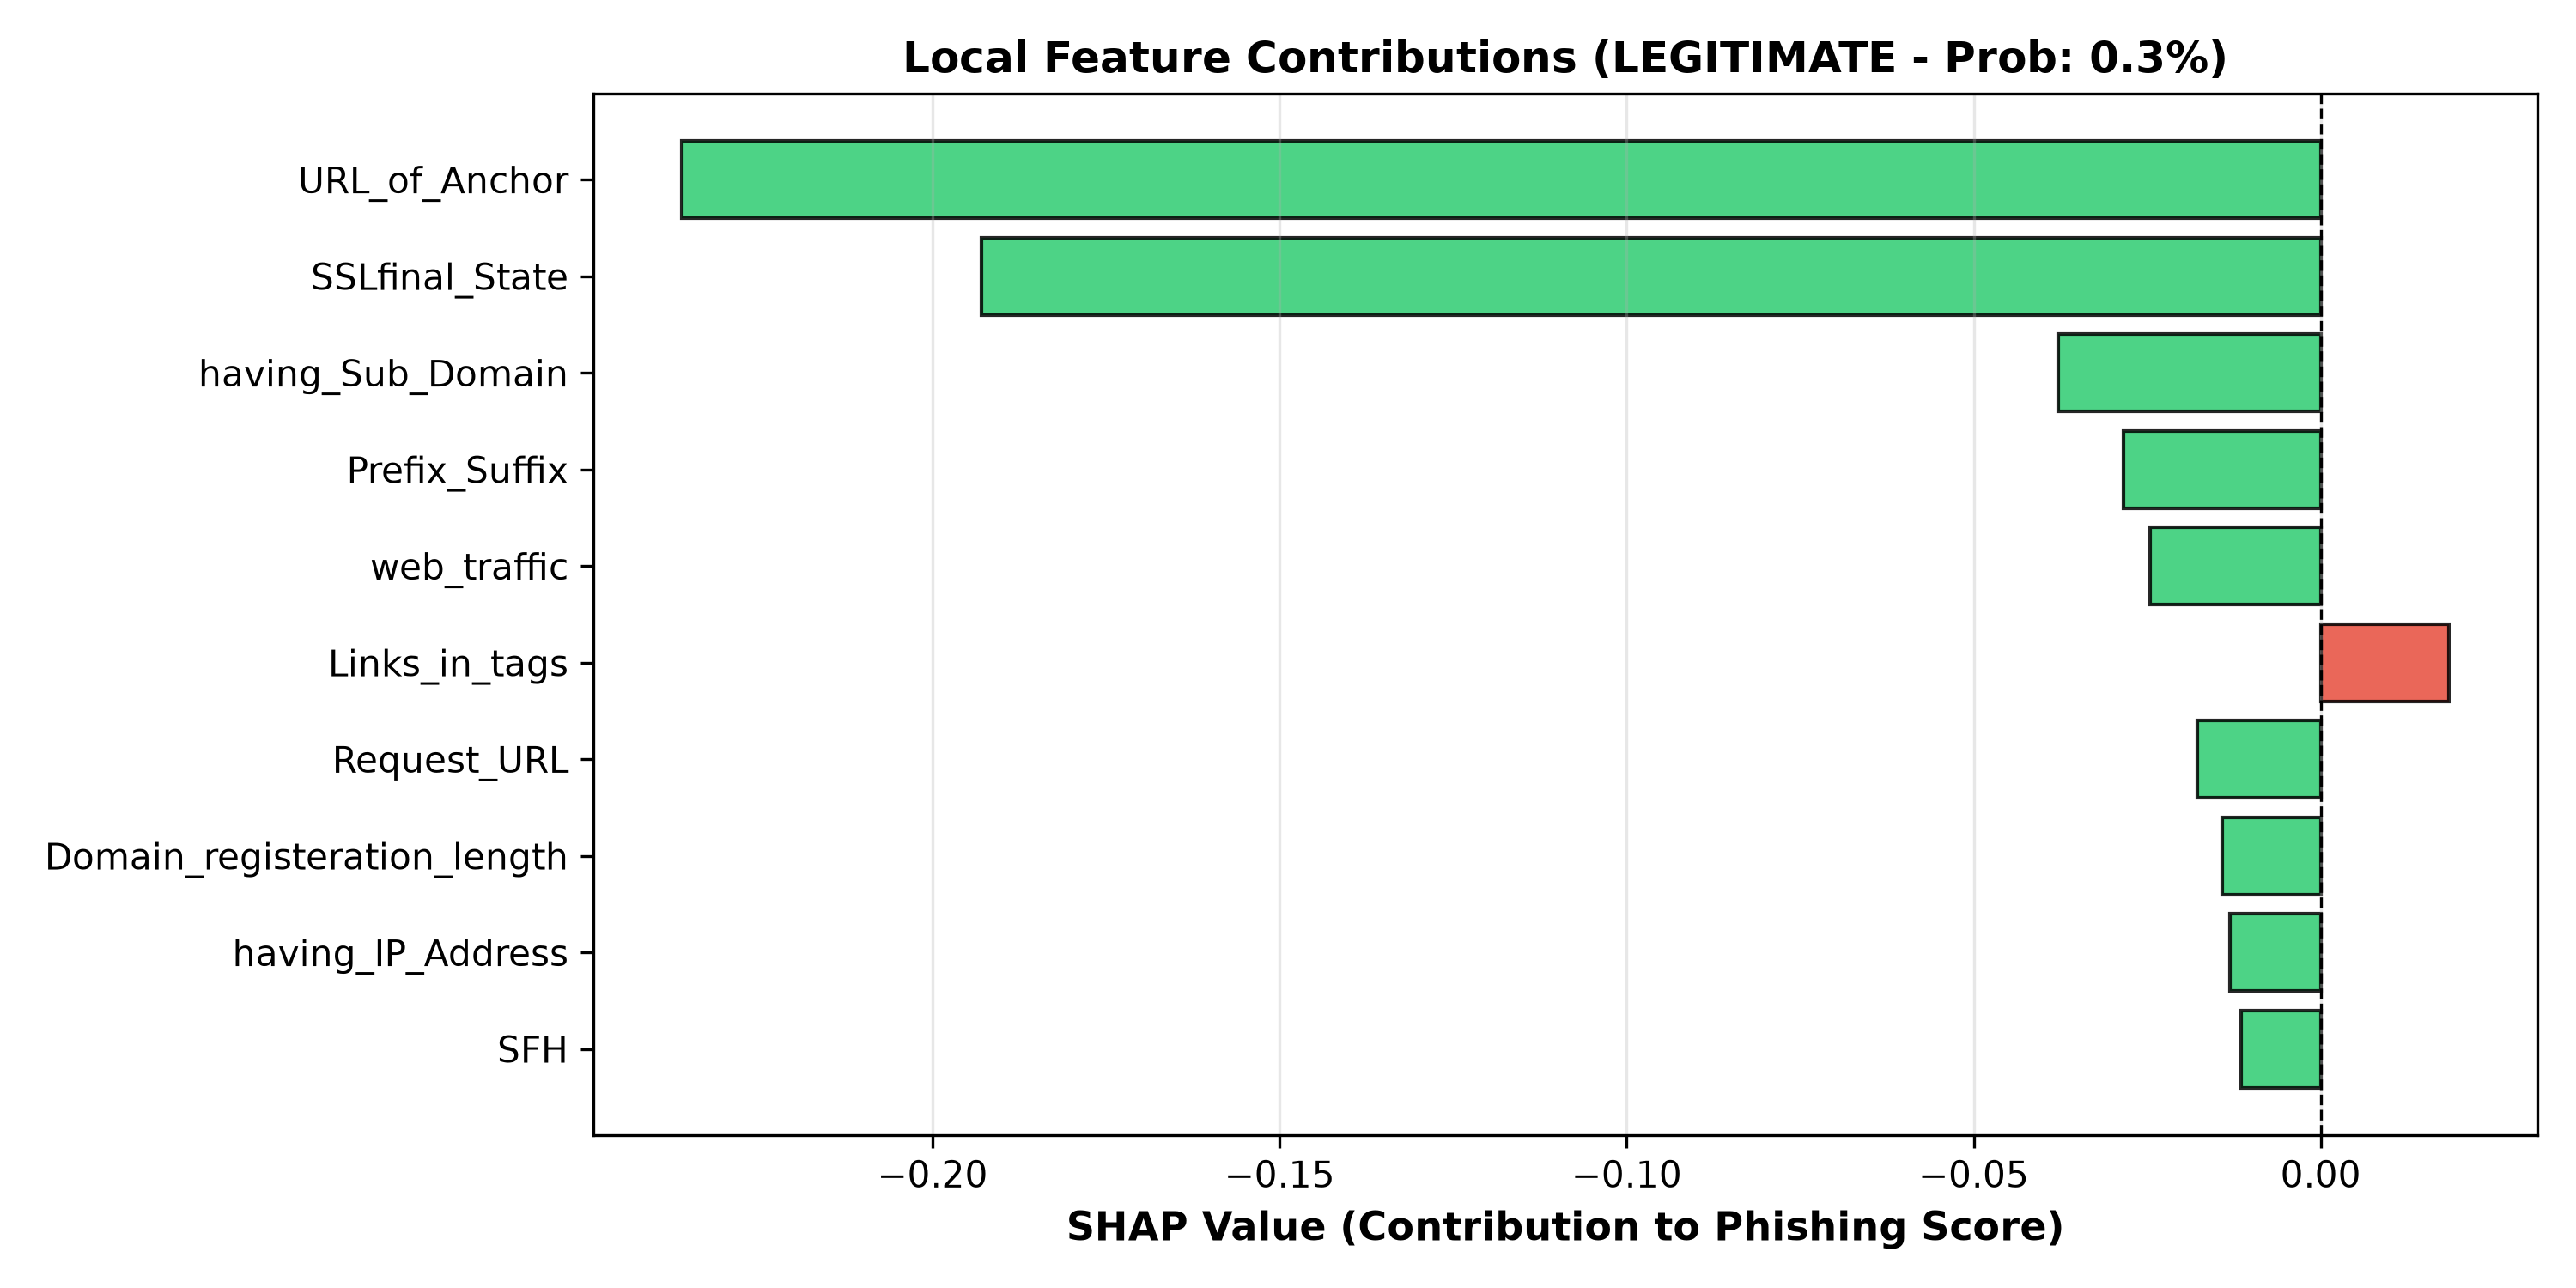 Local Feature Contributions (LEGITIMATE - Prob: 0.3%)
URL_of_Anchor
SSLfinal_State
having_Sub_Domain
Prefix_Suffix
web_traffic
Links_in_tags
Request_URL
Domain_registeration_length
having_IP_Address
SFH
−0.20 −0.15 −0.10 −0.05 0.00
SHAP Value (Contribution to Phishing Score)